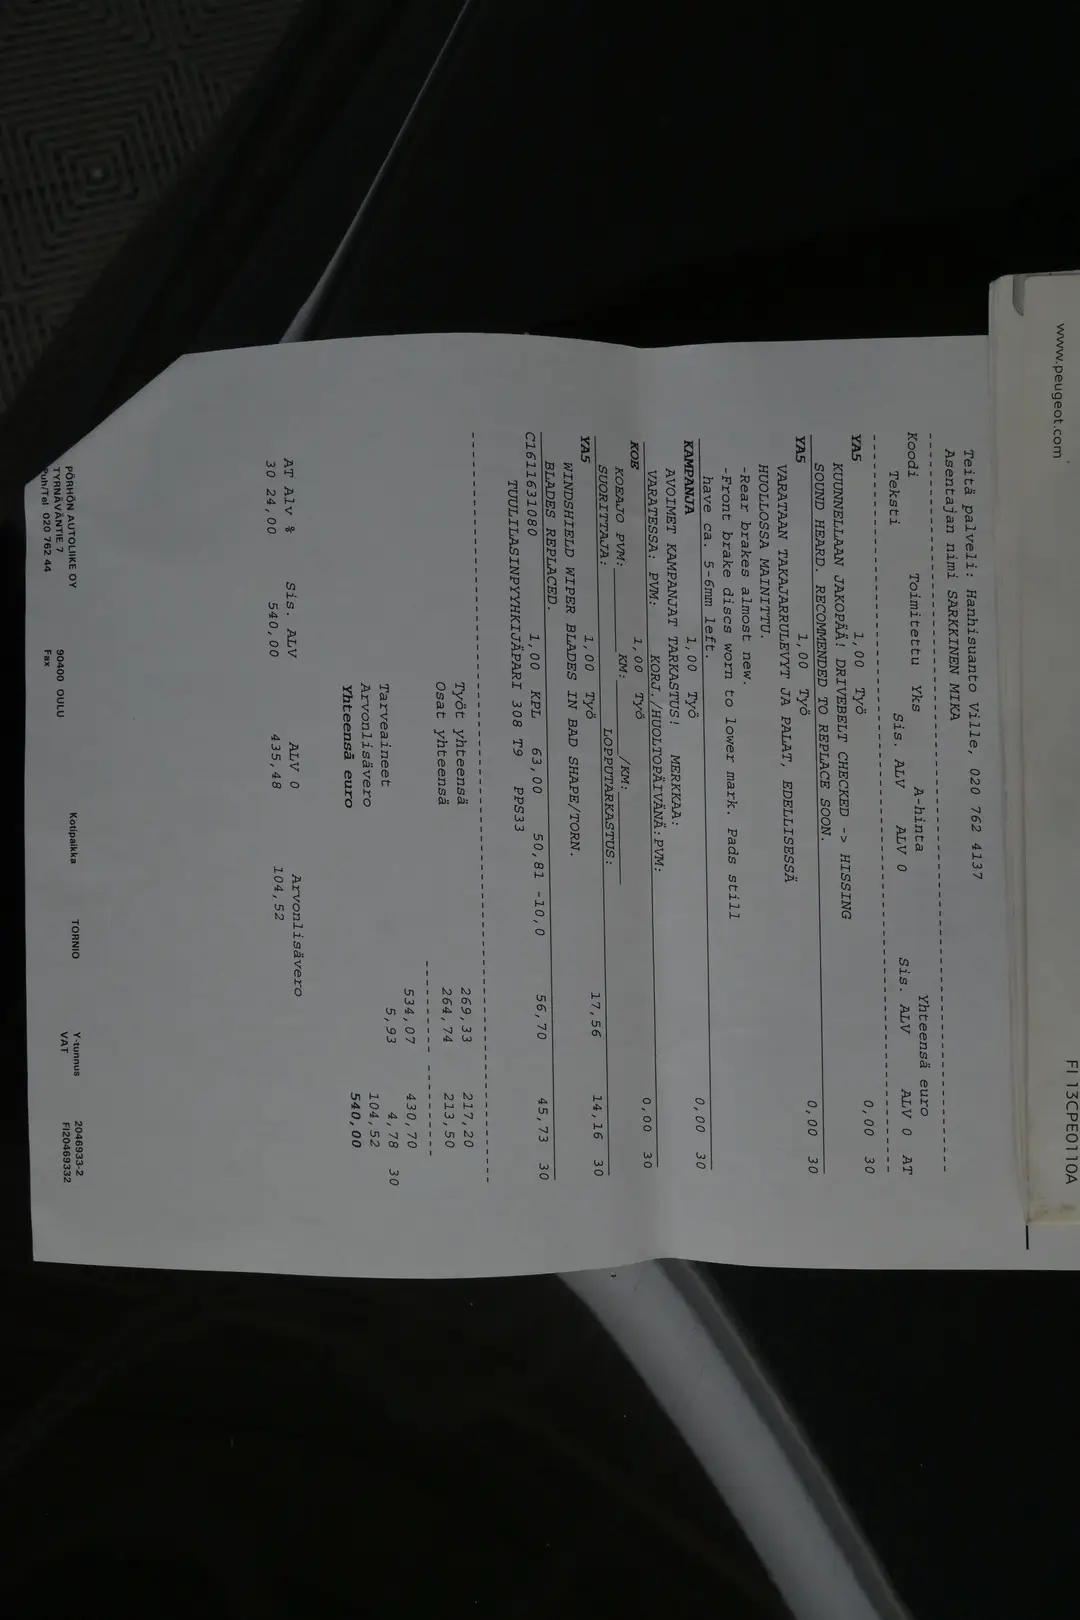 www.peugeot.com
FI 13CPE0110A
Teitä palveli: Hanhisuanto Ville, 020 762 4137
Asentajan nimi SARKKINEN MIKA
Koodi Toimitettu Yks A-hinta Yhteensä euro
Teksti Sis. ALV ALV 0 Sis. ALV ALV 0 AT
YA5 1,00 Työ 0,00 30
KUUNNELLAAN JAKOPÄÄ! DRIVEBELT CHECKED -> HISSING
SOUND HEARD. RECOMMENDED TO REPLACE SOON.
YA5 1,00 Työ 0,00 30
VARATAAN TAKAJARRULEVYT JA PALAT, EDELLISESSÄ
HUOLLOSSA MAINITTU.
-Rear brakes almost new.
-Front brake discs worn to lower mark. Pads still
have ca. 5-6mm left.
KAMPANJA 1,00 Työ 0,00 30
AVOIMET KAMPANJAT TARKASTUS! MERKKAA:
VARATESSA: PVM: KORJ./HUOLTOPÄIVÄNÄ:PVM:
KOE 1,00 Työ 0,00 30
KOEAJO PVM: KM: /KM:
SUORITTAJA: LOPPUTARKASTUS:
YA5 1,00 Työ 17,56 14,16 30
WINDSHIELD WIPER BLADES IN BAD SHAPE/TORN.
BLADES REPLACED.
C1611631080 1,00 KPL 63,00 50,81 -10,0 56,70 45,73 30
TUULILASINPYYHKIJÄPARI 308 T9 PPS33
Työt yhteensä 269,33 217,20
Osat yhteensä 264,74 213,50
534,07 430,70
Tarveaineet 5,93 4,78 30
Arvonlisävero 104,52
Yhteensä euro 540,00
AT Alv % Sis. ALV ALV 0 Arvonlisävero
30 24,00 540,00 435,48 104,52
PÖRHÖN AUTOLIIKE OY Kotipaikka TORNIO Y-tunnus 2046933-2
TYRNÄVÄNTIE 7 90400 OULU VAT FI20469332
Puh/Tel 020 762 44 Fax